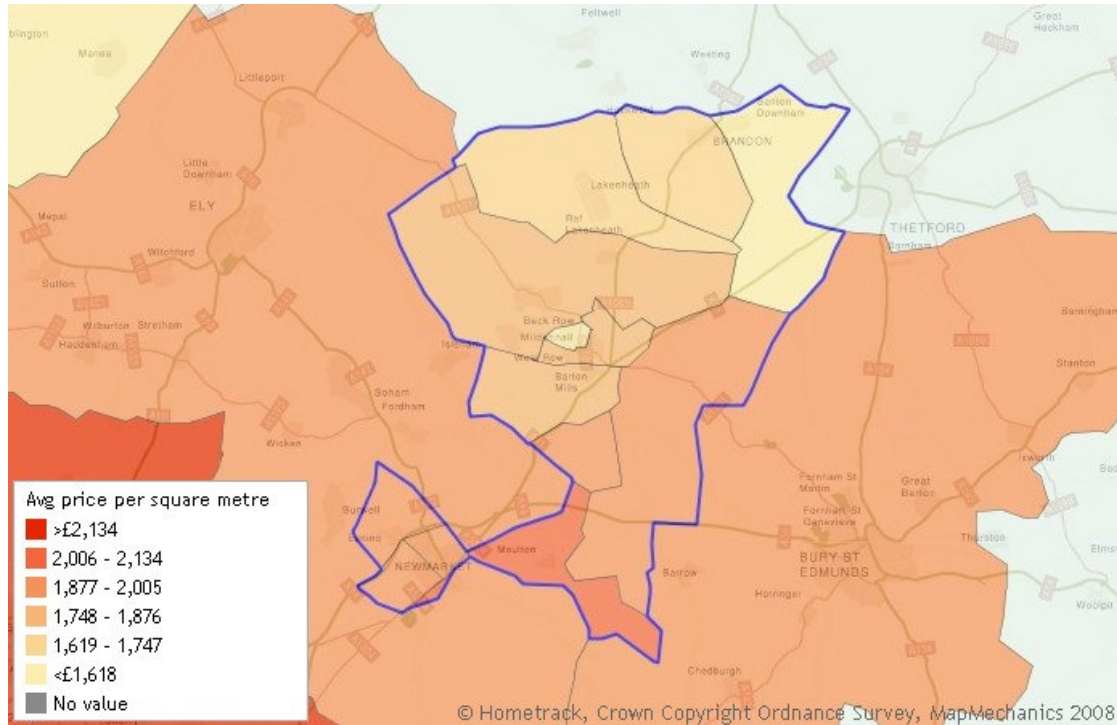 Feltwell
Great
Hockham
Manea
Weeting
Littleport
Santon
Downham
BRANDON
Little
Downham
Lakenheath
ELY
Raf
Lakenheath
Mepal
THETFORD
Witchford
Sutton
Wilburton
Stretham
Haddenham
Beck Row
Mildenhall
West Row
Isleham
Barton
Mills
Barningham
Stanton
Soham
Fordham
Wicken
Ixworth
Fornham St
Martin
Great
Barton
Fornham St
Genevieve
Burwell
Thurston
Exning
Moulton
NEWMARKET
BURY ST
EDMUNDS
Barrow
Horringer
Woolpit
Chedburgh
Avg price per square metre
>£2,134
2,006 - 2,134
1,877 - 2,005
1,748 - 1,876
1,619 - 1,747
<£1,618
No value
© Hometrack, Crown Copyright Ordnance Survey, MapMechanics 2008